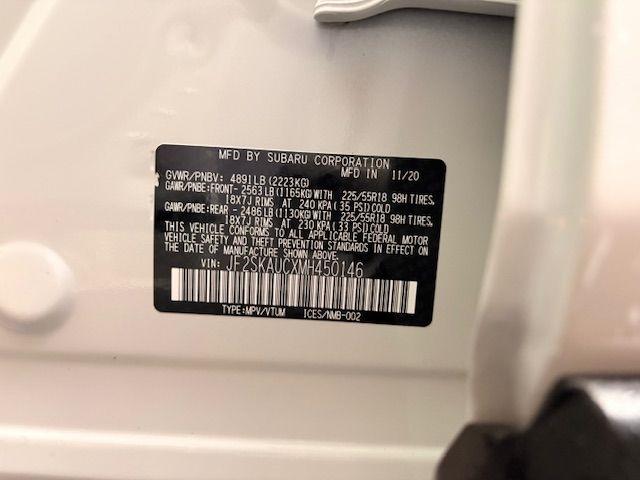 MFD BY SUBARU CORPORATION
GVWR/PNBV: 4891LB(2223KG) MFD IN 11/20
GAWR/PNBE:FRONT- 2563LB(1165KG)WITH 225/55R18 98H TIRES,
18X7J RIMS AT 240 KPA(35 PSI)COLD
GAWR/PNBE:REAR - 2486LB(1130KG)WITH 225/55R18 98H TIRES,
18X7J RIMS AT 230 KPA(33 PSI)COLD
THIS VEHICLE CONFORMS TO ALL APPLICABLE FEDERAL MOTOR
VEHICLE SAFETY AND THEFT PREVENTION STANDARDS IN EFFECT ON
THE DATE OF MANUFACTURE SHOWN ABOVE.
VIN: JF2SKAUCXMH450146
TYPE:MPV/VTUM ICES/NMB-002